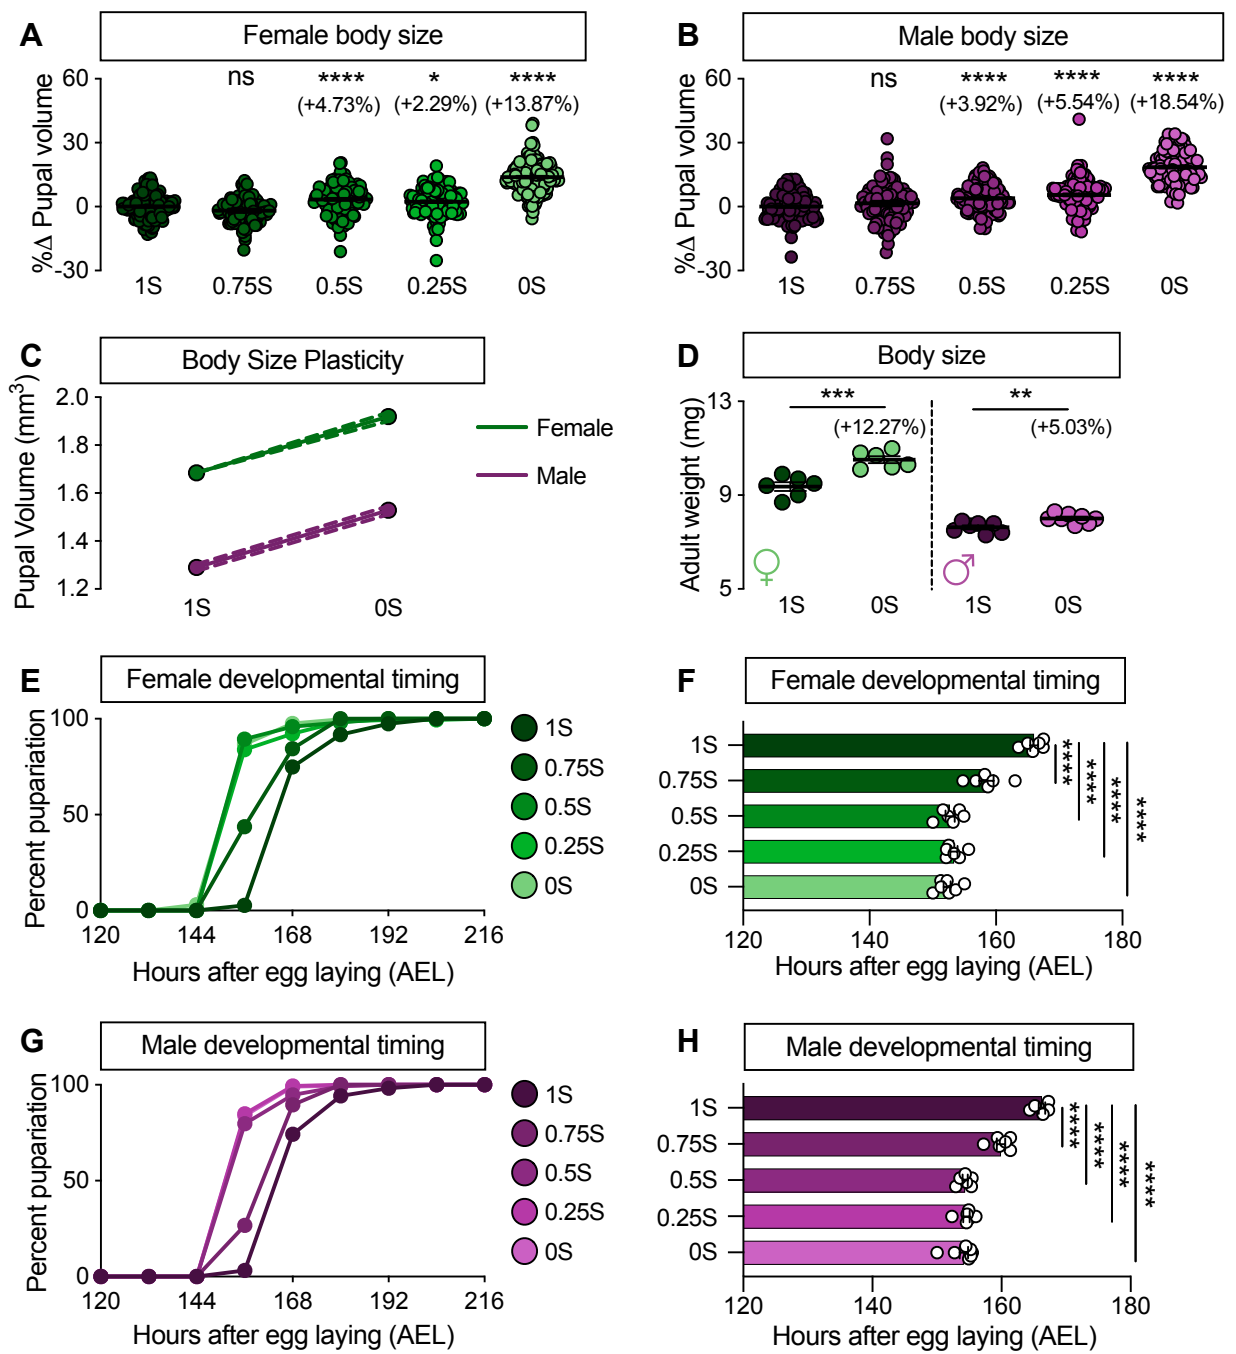 A
Female body size
%Δ Pupal volume
60
30
0
-30
ns
****
(+4.73%)
*
(+2.29%)
****
(+13.87%)
1S
0.75S
0.5S
0.25S
0S
B
Male body size
%Δ Pupal volume
60
30
0
-30
ns
****
(+3.92%)
****
(+5.54%)
****
(+18.54%)
1S
0.75S
0.5S
0.25S
0S
C
Body Size Plasticity
Pupal Volume (mm³)
2.0
1.8
1.6
1.4
1.2
1S
0S
Female
Male
D
Body size
Adult weight (mg)
13
9
5
***
(+12.27%)
**
(+5.03%)
♀
♂
1S
0S
1S
0S
E
Female developmental timing
Percent pupariation
100
50
0
120
144
168
192
216
Hours after egg laying (AEL)
1S
0.75S
0.5S
0.25S
0S
F
Female developmental timing
1S
0.75S
0.5S
0.25S
0S
****
****
****
****
120
140
160
180
Hours after egg laying (AEL)
G
Male developmental timing
Percent pupariation
100
50
0
120
144
168
192
216
Hours after egg laying (AEL)
1S
0.75S
0.5S
0.25S
0S
H
Male developmental timing
1S
0.75S
0.5S
0.25S
0S
****
****
****
****
120
140
160
180
Hours after egg laying (AEL)